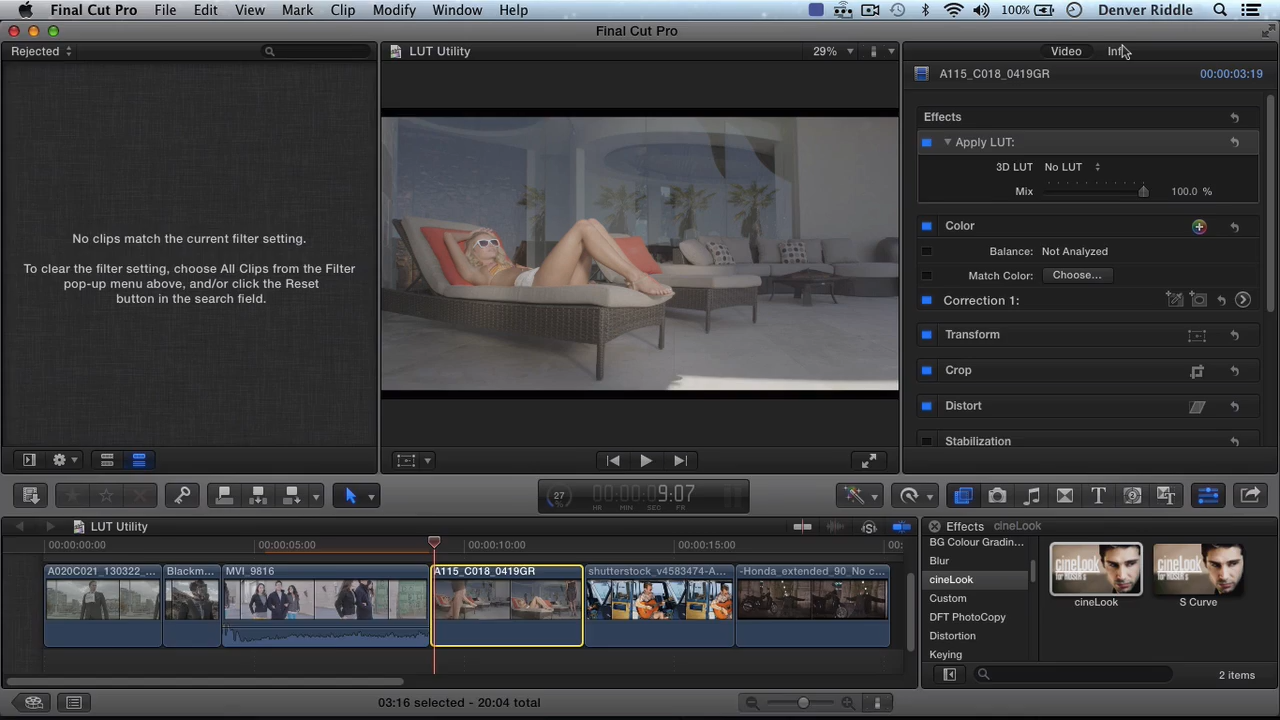 Final Cut Pro File Edit View Mark Clip Modify Window Help 100% Denver Riddle
Final Cut Pro
Rejected
LUT Utility 29%
Video Inf
A115_C018_0419GR 00:00:03:19
Effects
Apply LUT:
3D LUT No LUT
Mix 100.0 %
Color
Balance: Not Analyzed
Match Color: Choose...
Correction 1:
Transform
Crop
Distort
Stabilization
No clips match the current filter setting.
To clear the filter setting, choose All Clips from the Filter
pop-up menu above, and/or click the Reset
button in the search field.
27 00:00:09:07
HR MIN SEC FR
LUT Utility
00:00:00:00 00:00:05:00 00:00:10:00 00:00:15:00 00:
A020C021_130322_... Blackm... MVI_9816 A115_C018_0419GR shutterstock_v4583474-A... -Honda_extended_90_No c...
Effects cineLook
BG Colour Gradin...
Blur
cineLook
Custom
DFT PhotoCopy
Distortion
Keying
cineLook
cineLook
S Curve
2 items
03:16 selected - 20:04 total